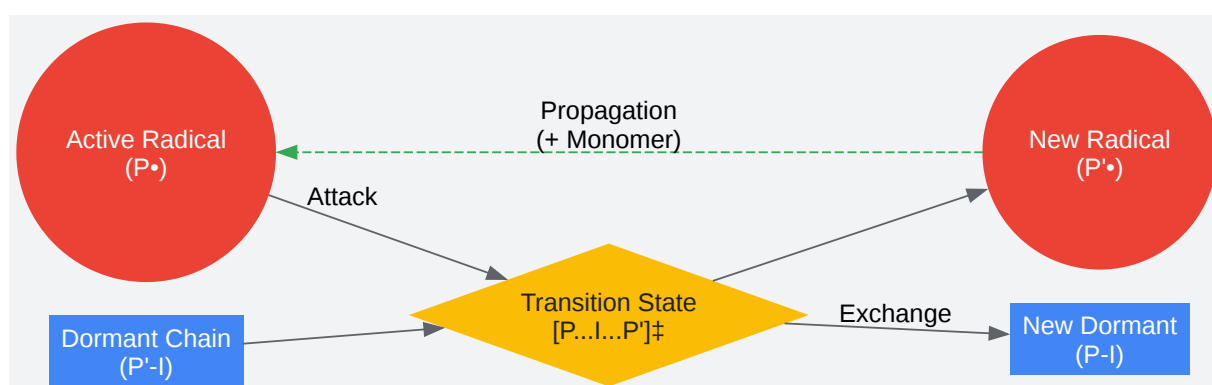 Active Radical
(P•)
Propagation
(+ Monomer)
New Radical
(P'•)
Attack
Dormant Chain
(P'-I)
Transition State
[P...I...P']‡
Exchange
New Dormant
(P-I)